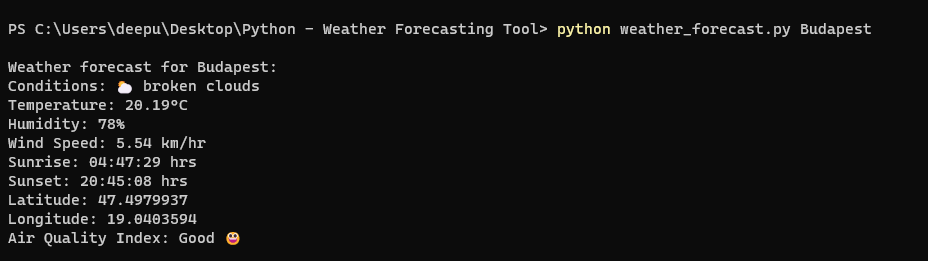 PS C:\Users\deepu\Desktop\Python - Weather Forecasting Tool> python weather_forecast.py Budapest
Weather forecast for Budapest:
Conditions: 🌥️ broken clouds
Temperature: 20.19°C
Humidity: 78%
Wind Speed: 5.54 km/hr
Sunrise: 04:47:29 hrs
Sunset: 20:45:08 hrs
Latitude: 47.4979937
Longitude: 19.0403594
Air Quality Index: Good 😃